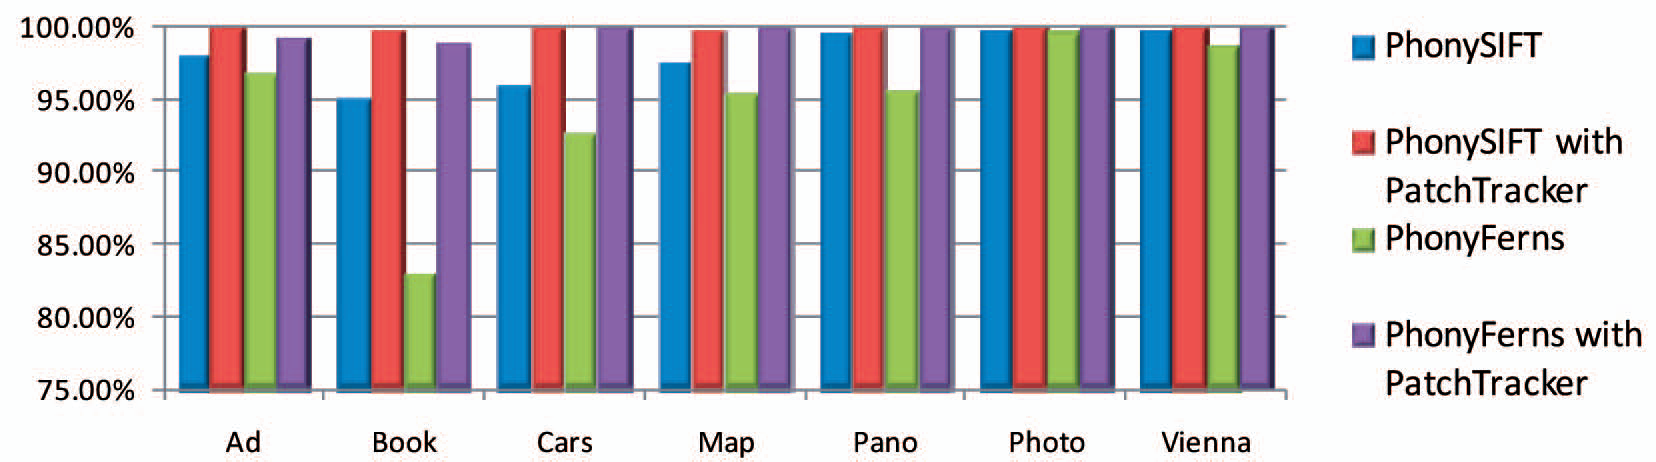 100.00%
95.00%
90.00%
85.00%
80.00%
75.00%
Ad Book Cars Map Pano Photo Vienna
PhonySIFT
PhonySIFT with
PatchTracker
PhonyFerns
PhonyFerns with
PatchTracker